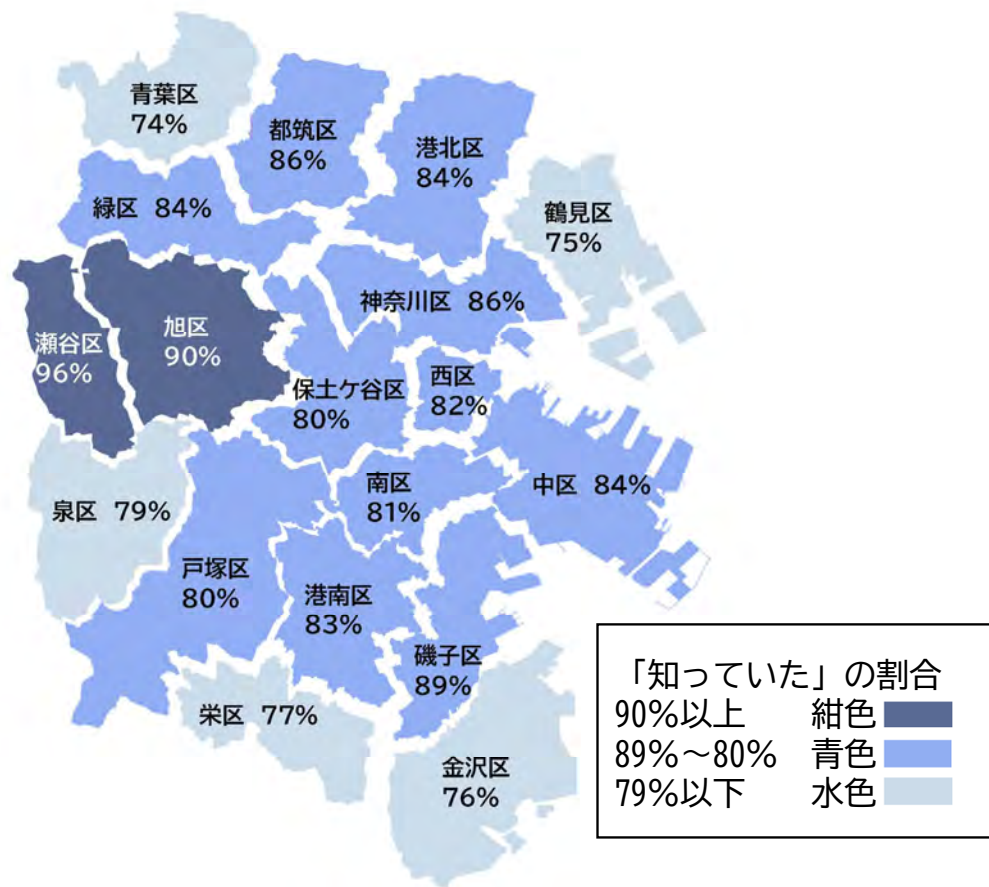 青葉区
74%
都筑区
86%
港北区
84%
鶴見区
75%
緑区 84%
神奈川区 86%
瀬谷区
96%
旭区
90%
保土ケ谷区
80%
西区
82%
泉区 79%
南区
81%
中区 84%
戸塚区
80%
港南区
83%
磯子区
89%
栄区 77%
金沢区
76%
「知っていた」の割合
90%以上 紺色
89%～80% 青色
79%以下 水色